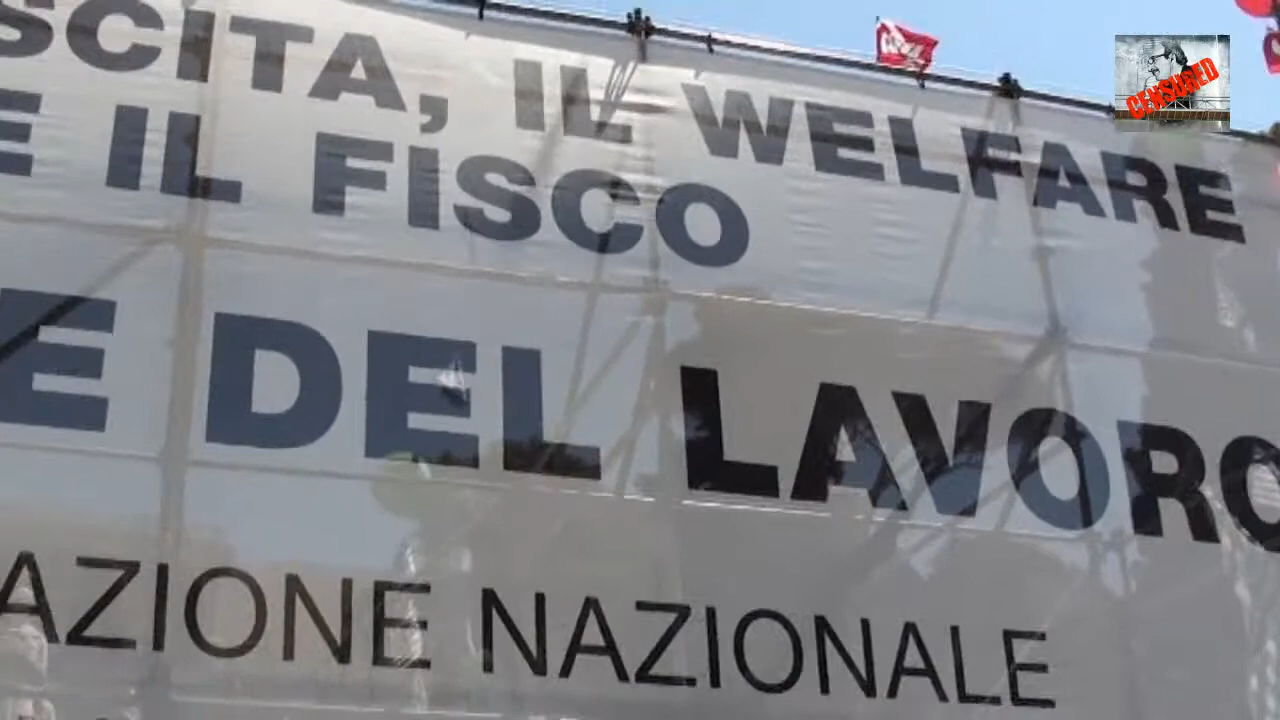 SCITA, IL WELFARE
E IL FISCO
E DEL LAVORO
AZIONE NAZIONALE
CENSURED